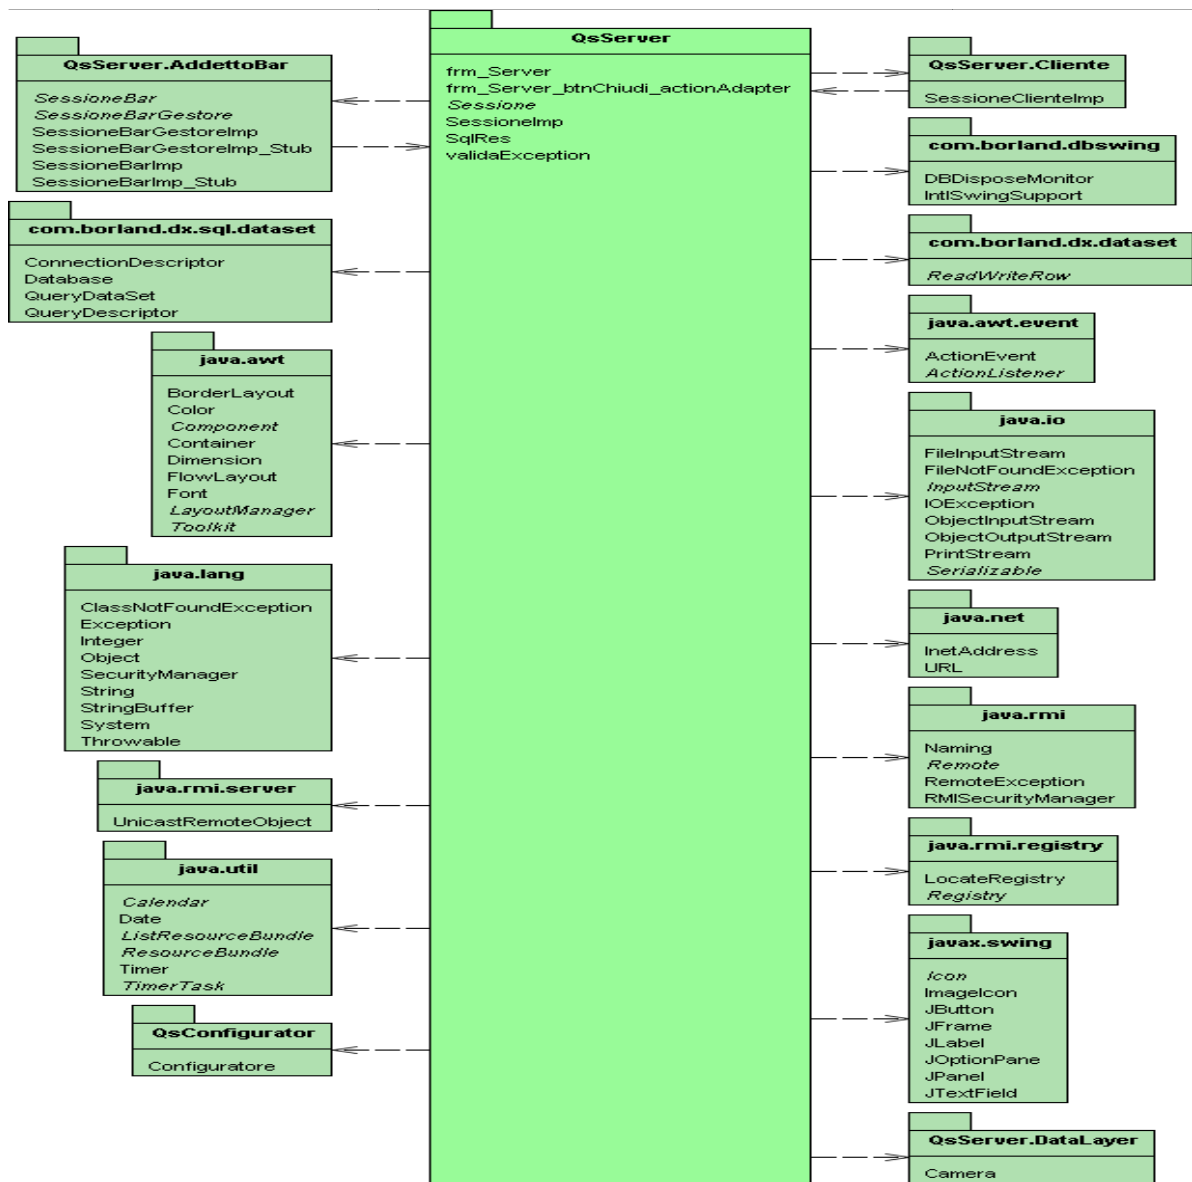 QsServer
frm_Server
frm_Server_btnChiudi_actionAdapter
Sessione
SessioneImp
SqlRes
validaException
QsServer.AddettoBar
SessioneBar
SessioneBarGestore
SessioneBarGestoreImp
SessioneBarGestoreImp_Stub
SessioneBarImp
SessioneBarImp_Stub
com.borland.dx.sql.dataset
ConnectionDescriptor
Database
QueryDataSet
QueryDescriptor
java.awt
BorderLayout
Color
Component
Container
Dimension
FlowLayout
Font
LayoutManager
Toolkit
java.lang
ClassNotFoundException
Exception
Integer
Object
SecurityManager
String
StringBuffer
System
Throwable
java.rmi.server
UnicastRemoteObject
java.util
Calendar
Date
ListResourceBundle
ResourceBundle
Timer
TimerTask
QsConfigurator
Configuratore
QsServer.Cliente
SessioneClienteImp
com.borland.dbswing
DBDisposeMonitor
IntlSwingSupport
com.borland.dx.dataset
ReadWriteRow
java.awt.event
ActionEvent
ActionListener
java.io
FileInputStream
FileNotFoundException
InputStream
IOException
ObjectInputStream
ObjectOutputStream
PrintStream
Serializable
java.net
InetAddress
URL
java.rmi
Naming
Remote
RemoteException
RMISecurityManager
java.rmi.registry
LocateRegistry
Registry
javax.swing
Icon
ImageIcon
JButton
JFrame
JLabel
JOptionPane
JPanel
JTextField
QsServer.DataLayer
Camera